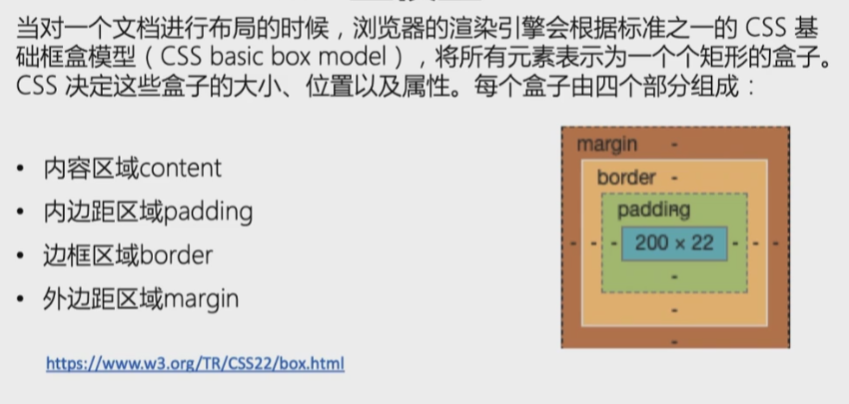 当对一个文档进行布局的时候，浏览器的渲染引擎会根据标准之一的 CSS 基
础框盒模型（CSS basic box model），将所有元素表示为一个个矩形的盒子。
CSS 决定这些盒子的大小、位置以及属性。每个盒子由四个部分组成：
• 内容区域content
• 内边距区域padding
• 边框区域border
• 外边距区域margin
https://www.w3.org/TR/CSS22/box.html
margin -
border -
padding -
- - - 200 × 22 - - -
-
-
-